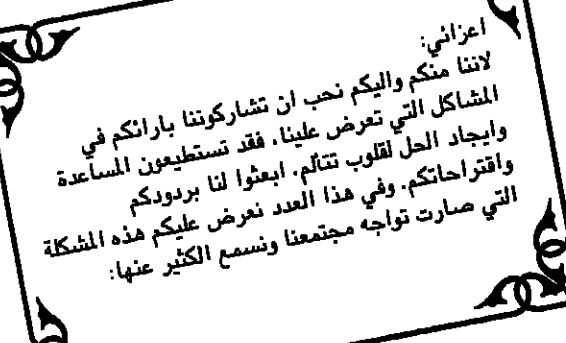 اعزائي:
لاننا منكم واليكم نحب ان تشاركوننا بارائكم في
المشاكل التي تعرض علينا. فقد تستطيعون المساعدة
وايجاد الحل لقلوب تتألم. ابعثوا لنا بردودكم
واقتراحاتكم. وفي هذا العدد نعرض عليكم هذه المشكلة
التي صارت تواجه مجتمعنا ونسمع الكثير عنها: